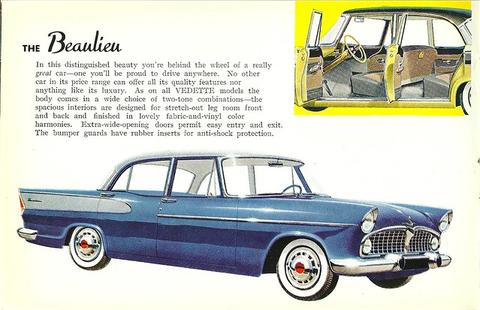 THE Beaulieu
In this distinguished beauty you're behind the wheel of a really
great car—one you'll be proud to drive anywhere. No other
car in its price range can offer all its quality features nor
anything like its luxury. As on all VEDETTE models the
body comes in a wide choice of two-tone combinations—the
spacious interiors are designed for stretch-out leg room front
and back and finished in lovely fabric-and-vinyl color
harmonies. Extra-wide-opening doors permit easy entry and exit.
The bumper guards have rubber inserts for anti-shock protection.